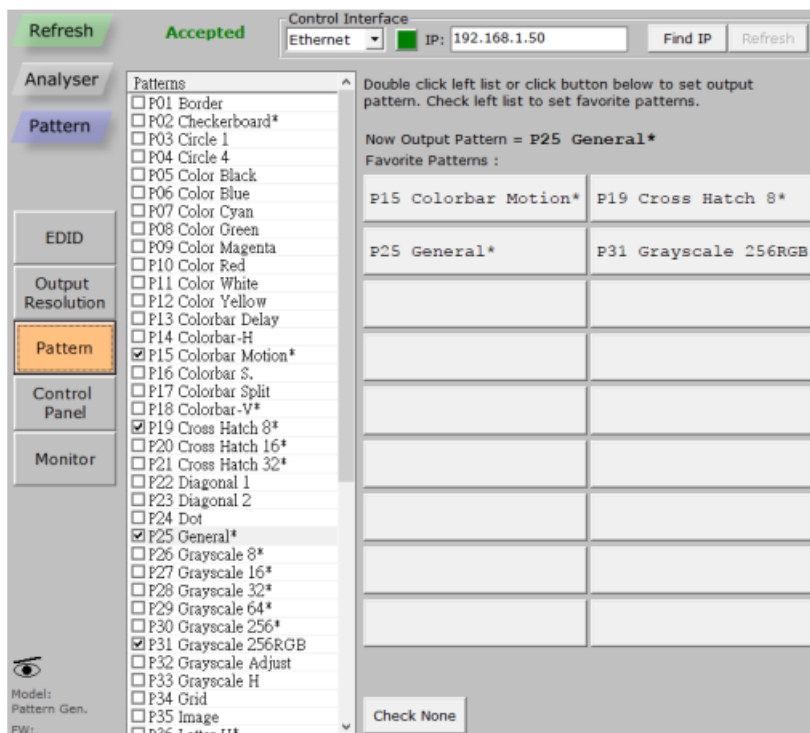 Refresh
Accepted
Control Interface
Ethernet
IP: 192.168.1.50
Find IP
Refresh
Analyser
Pattern
EDID
Output
Resolution
Pattern
Control
Panel
Monitor
Model:
Pattern Gen.
FW:
Patterns
P01 Border
P02 Checkerboard*
P03 Circle 1
P04 Circle 4
P05 Color Black
P06 Color Blue
P07 Color Cyan
P08 Color Green
P09 Color Magenta
P10 Color Red
P11 Color White
P12 Color Yellow
P13 Colorbar Delay
P14 Colorbar-H
P15 Colorbar Motion*
P16 Colorbar S.
P17 Colorbar Split
P18 Colorbar-V*
P19 Cross Hatch 8*
P20 Cross Hatch 16*
P21 Cross Hatch 32*
P22 Diagonal 1
P23 Diagonal 2
P24 Dot
P25 General*
P26 Grayscale 8*
P27 Grayscale 16*
P28 Grayscale 32*
P29 Grayscale 64*
P30 Grayscale 256*
P31 Grayscale 256RGB
P32 Grayscale Adjust
P33 Grayscale H
P34 Grid
P35 Image
P36 Letter H*
Double click left list or click button below to set output
pattern. Check left list to set favorite patterns.
Now Output Pattern = P25 General*
Favorite Patterns :
P15 Colorbar Motion*
P19 Cross Hatch 8*
P25 General*
P31 Grayscale 256RGB
Check None